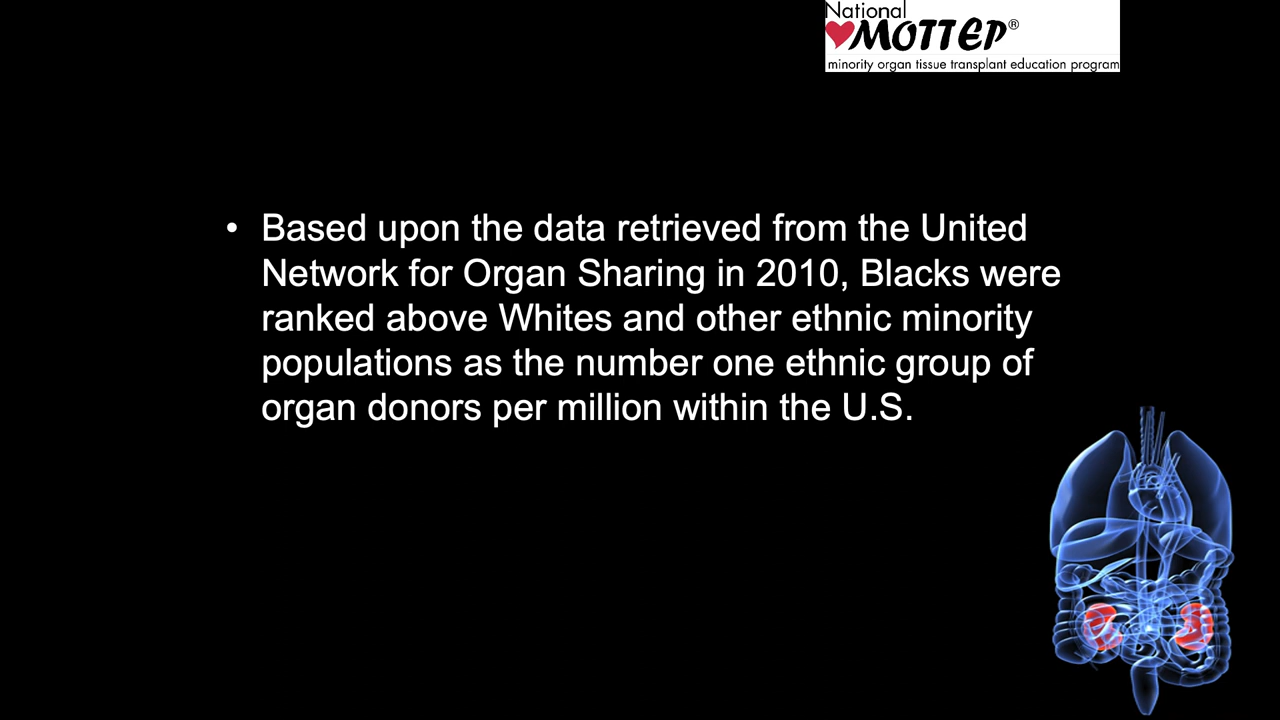 National
MOTTEP®
minority organ tissue transplant education program
• Based upon the data retrieved from the United
Network for Organ Sharing in 2010, Blacks were
ranked above Whites and other ethnic minority
populations as the number one ethnic group of
organ donors per million within the U.S.